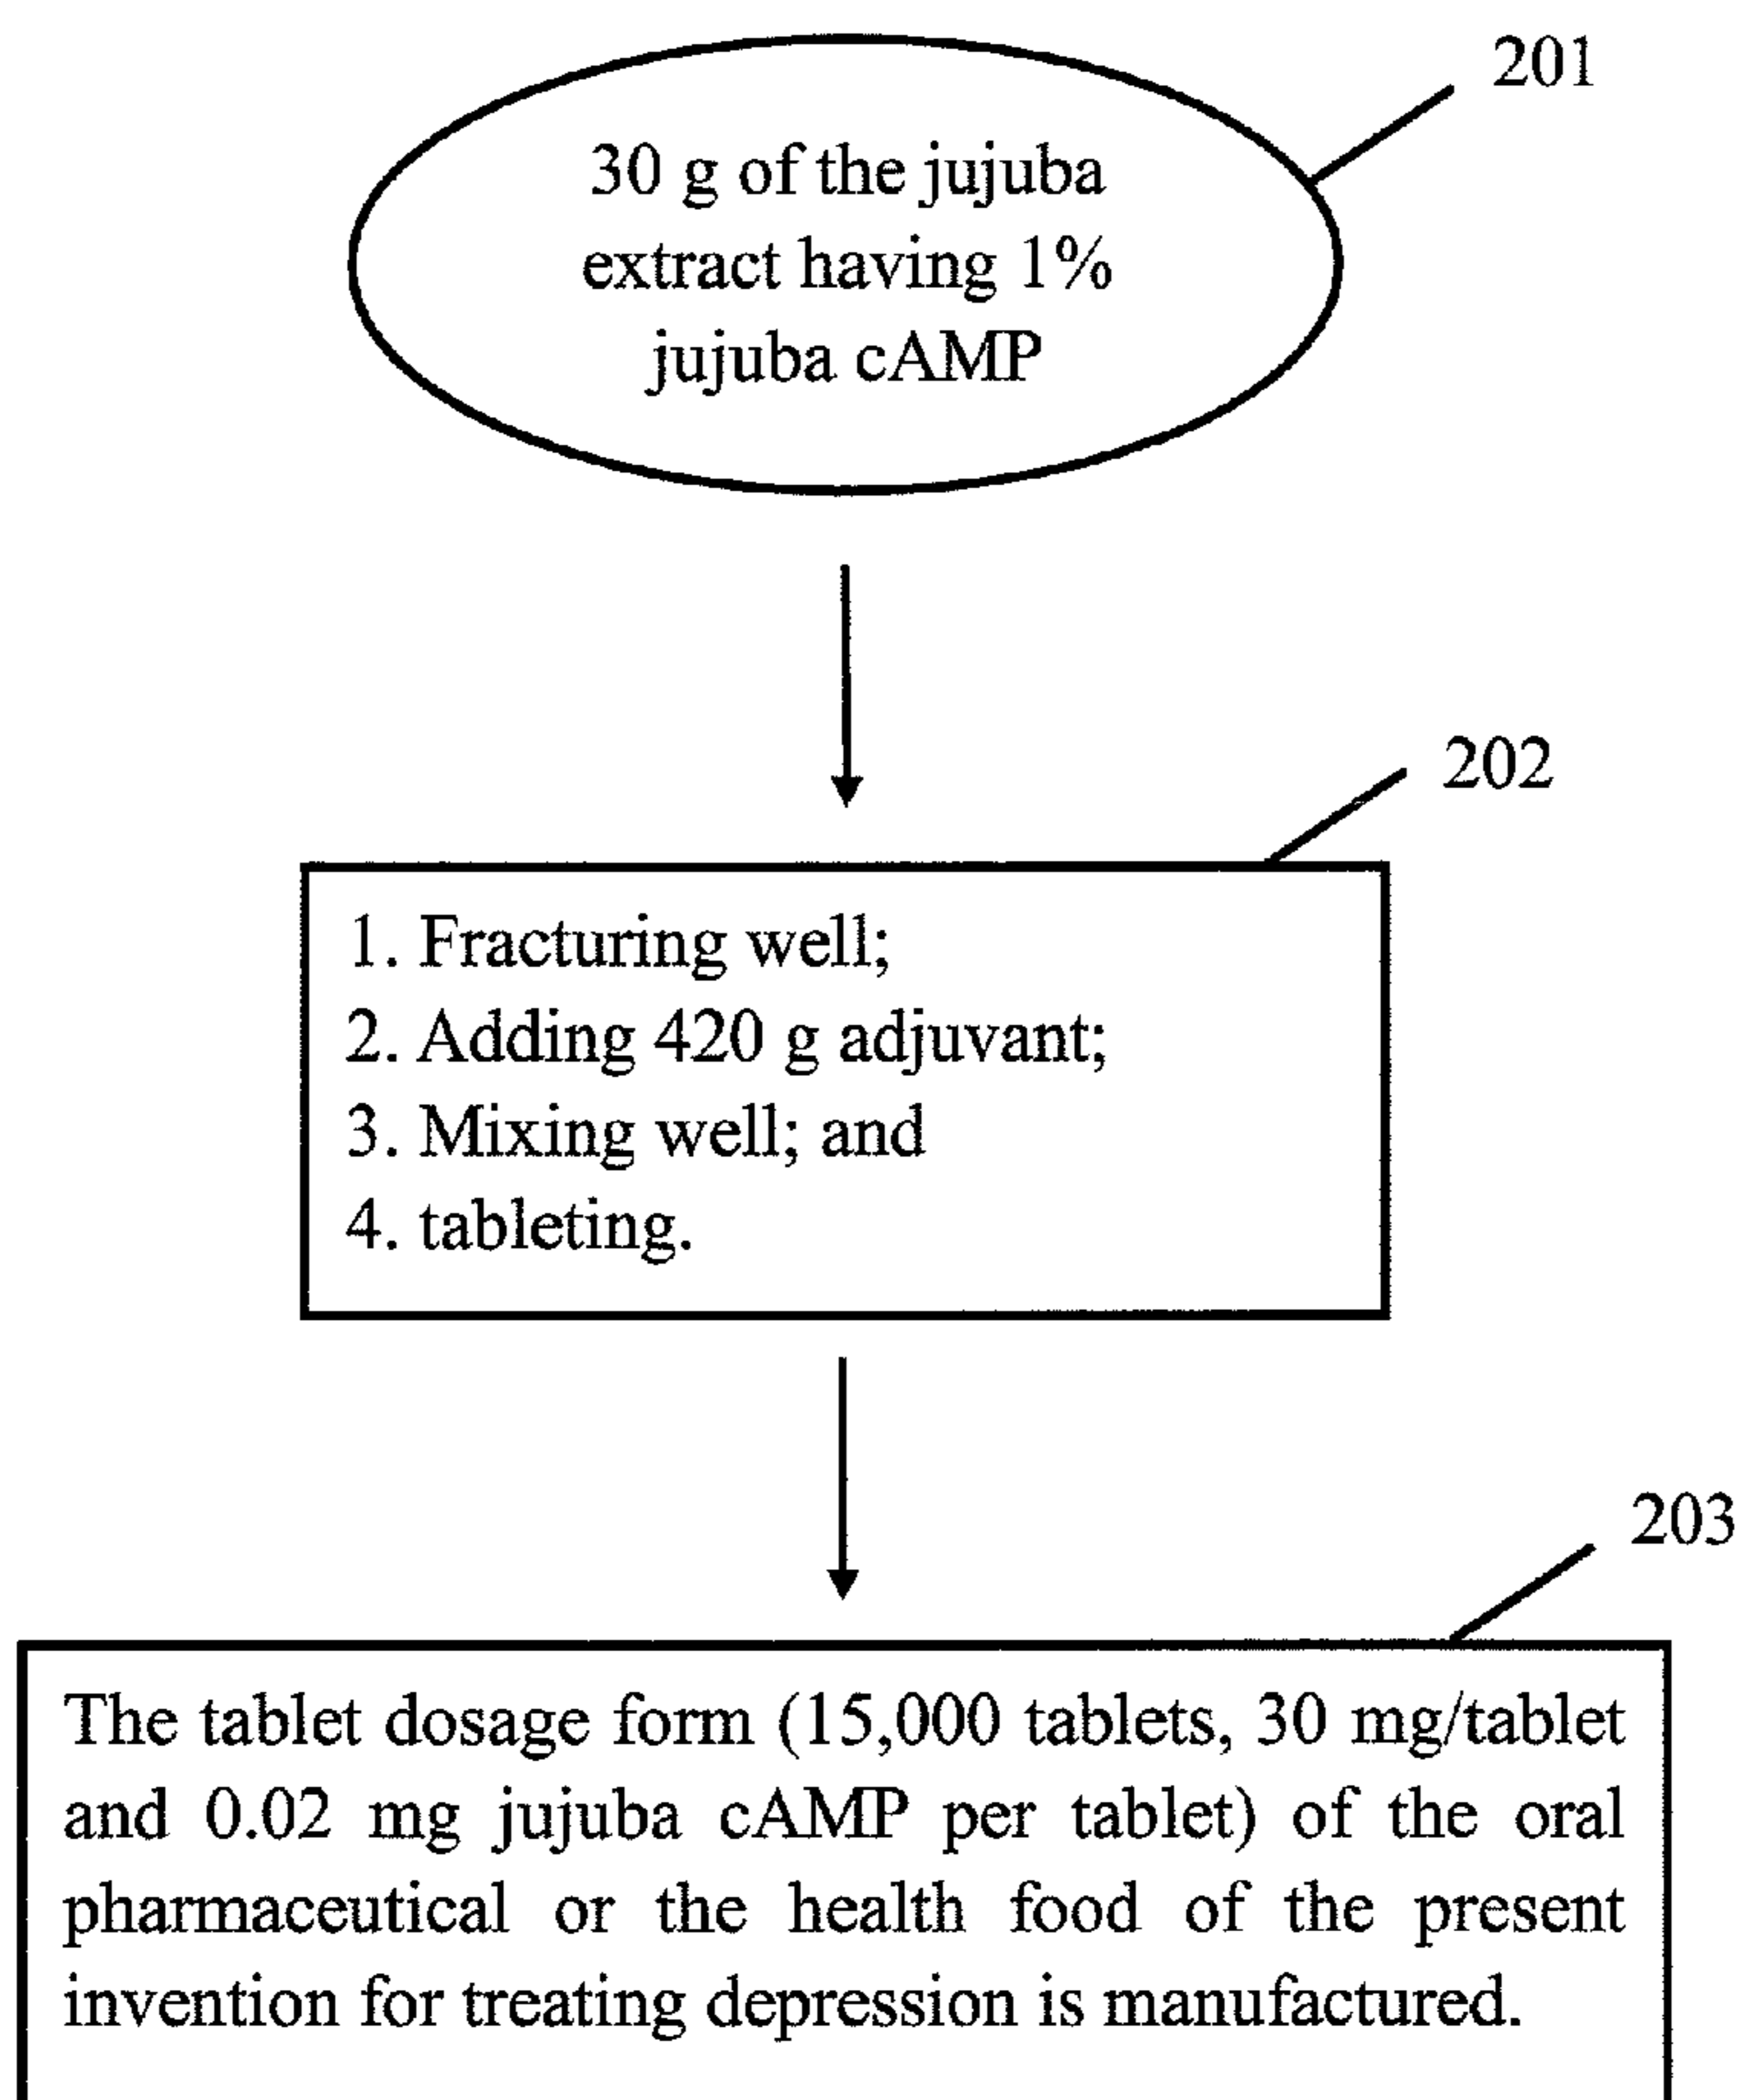 201
30 g of the jujuba
extract having 1%
jujuba cAMP
202
1. Fracturing well;
2. Adding 420 g adjuvant;
3. Mixing well; and
4. tableting.
203
The tablet dosage form (15,000 tablets, 30 mg/tablet
and 0.02 mg jujuba cAMP per tablet) of the oral
pharmaceutical or the health food of the present
invention for treating depression is manufactured.